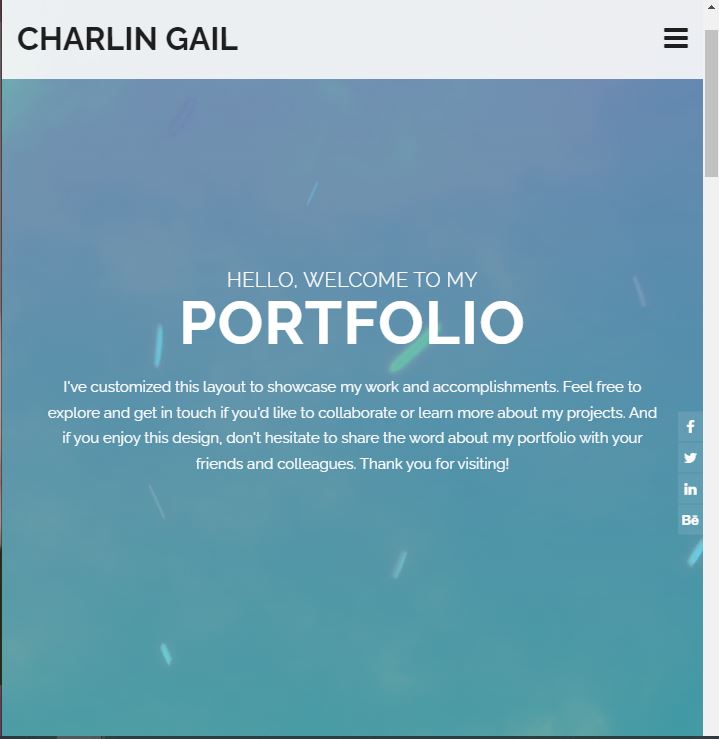 CHARLIN GAIL
HELLO, WELCOME TO MY
PORTFOLIO
I've customized this layout to showcase my work and accomplishments. Feel free to
explore and get in touch if you'd like to collaborate or learn more about my projects. And
if you enjoy this design, don't hesitate to share the word about my portfolio with your
friends and colleagues. Thank you for visiting!